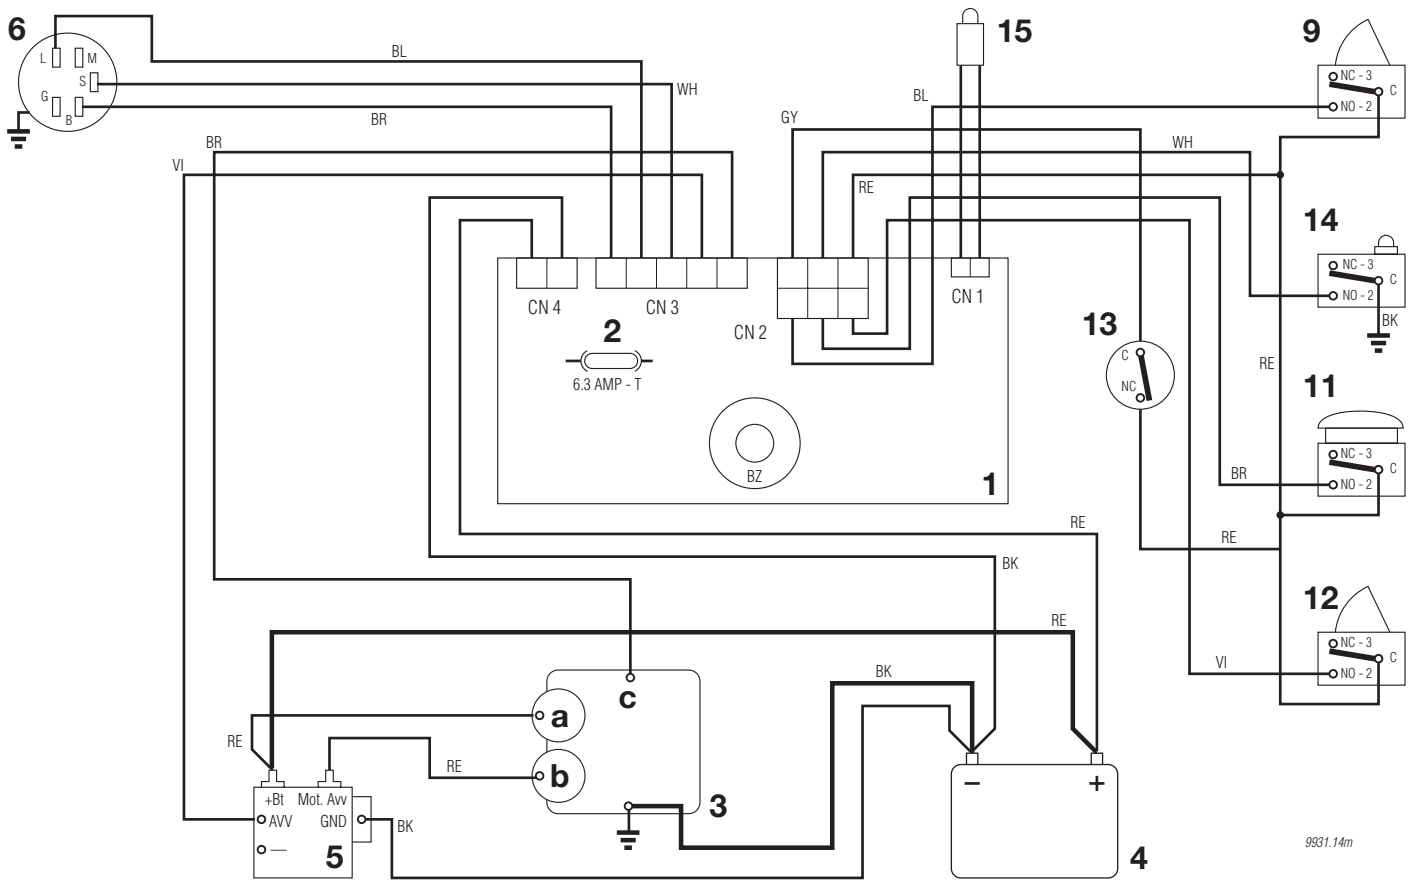 6
15
9
L
M
S
G
B
BL
WH
BR
BL
GY
NC - 3
C
NO - 2
BR
VI
WH
RE
14
NC - 3
C
NO - 2
BK
CN 4
CN 3
CN 2
CN 1
2
6.3 AMP - T
BZ
1
13
C
NC
RE
11
NC - 3
C
NO - 2
BR
RE
RE
BK
12
NC - 3
C
NO - 2
VI
RE
BK
RE
RE
a
b
c
3
+Bt
Mot. Avv
AVV
GND
—
5
BK
−
+
4
9931.14m